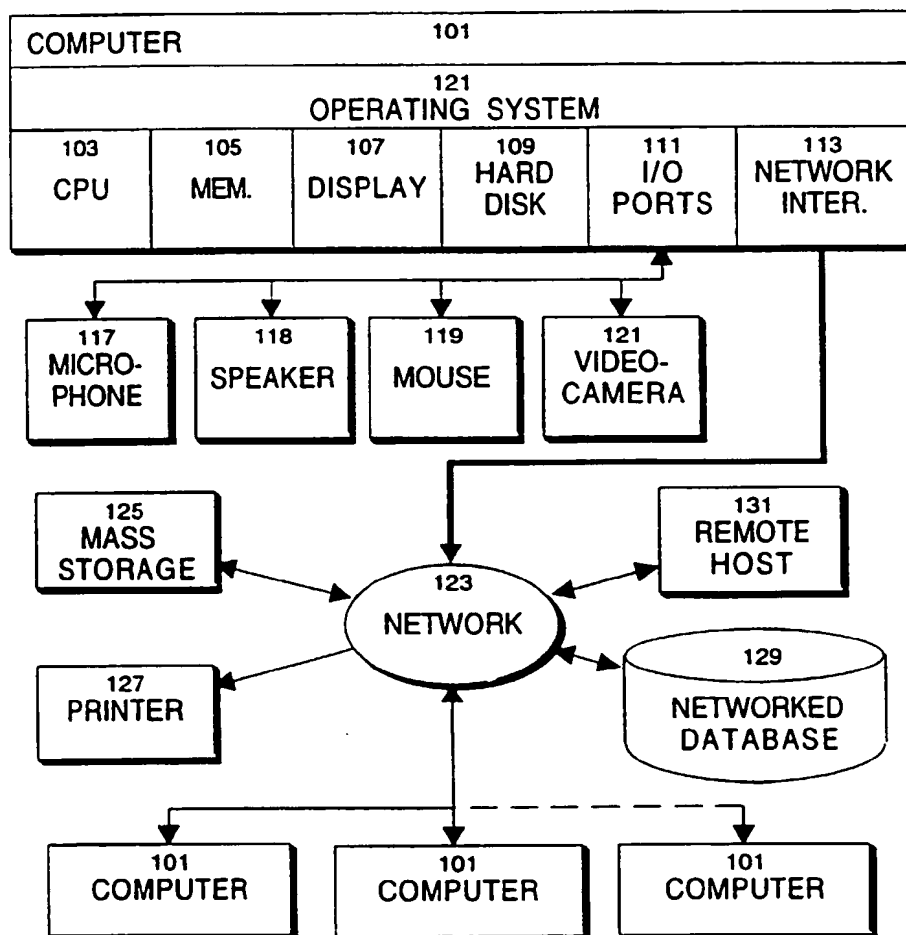 COMPUTER 101
121
OPERATING SYSTEM
103 105 107 109 111 113
CPU MEM. DISPLAY HARD DISK I/O PORTS NETWORK INTER.
117
MICRO-
PHONE
118
SPEAKER
119
MOUSE
121
VIDEO-
CAMERA
125
MASS
STORAGE
131
REMOTE
HOST
123
NETWORK
127
PRINTER
129
NETWORKED
DATABASE
101
COMPUTER
101
COMPUTER
101
COMPUTER